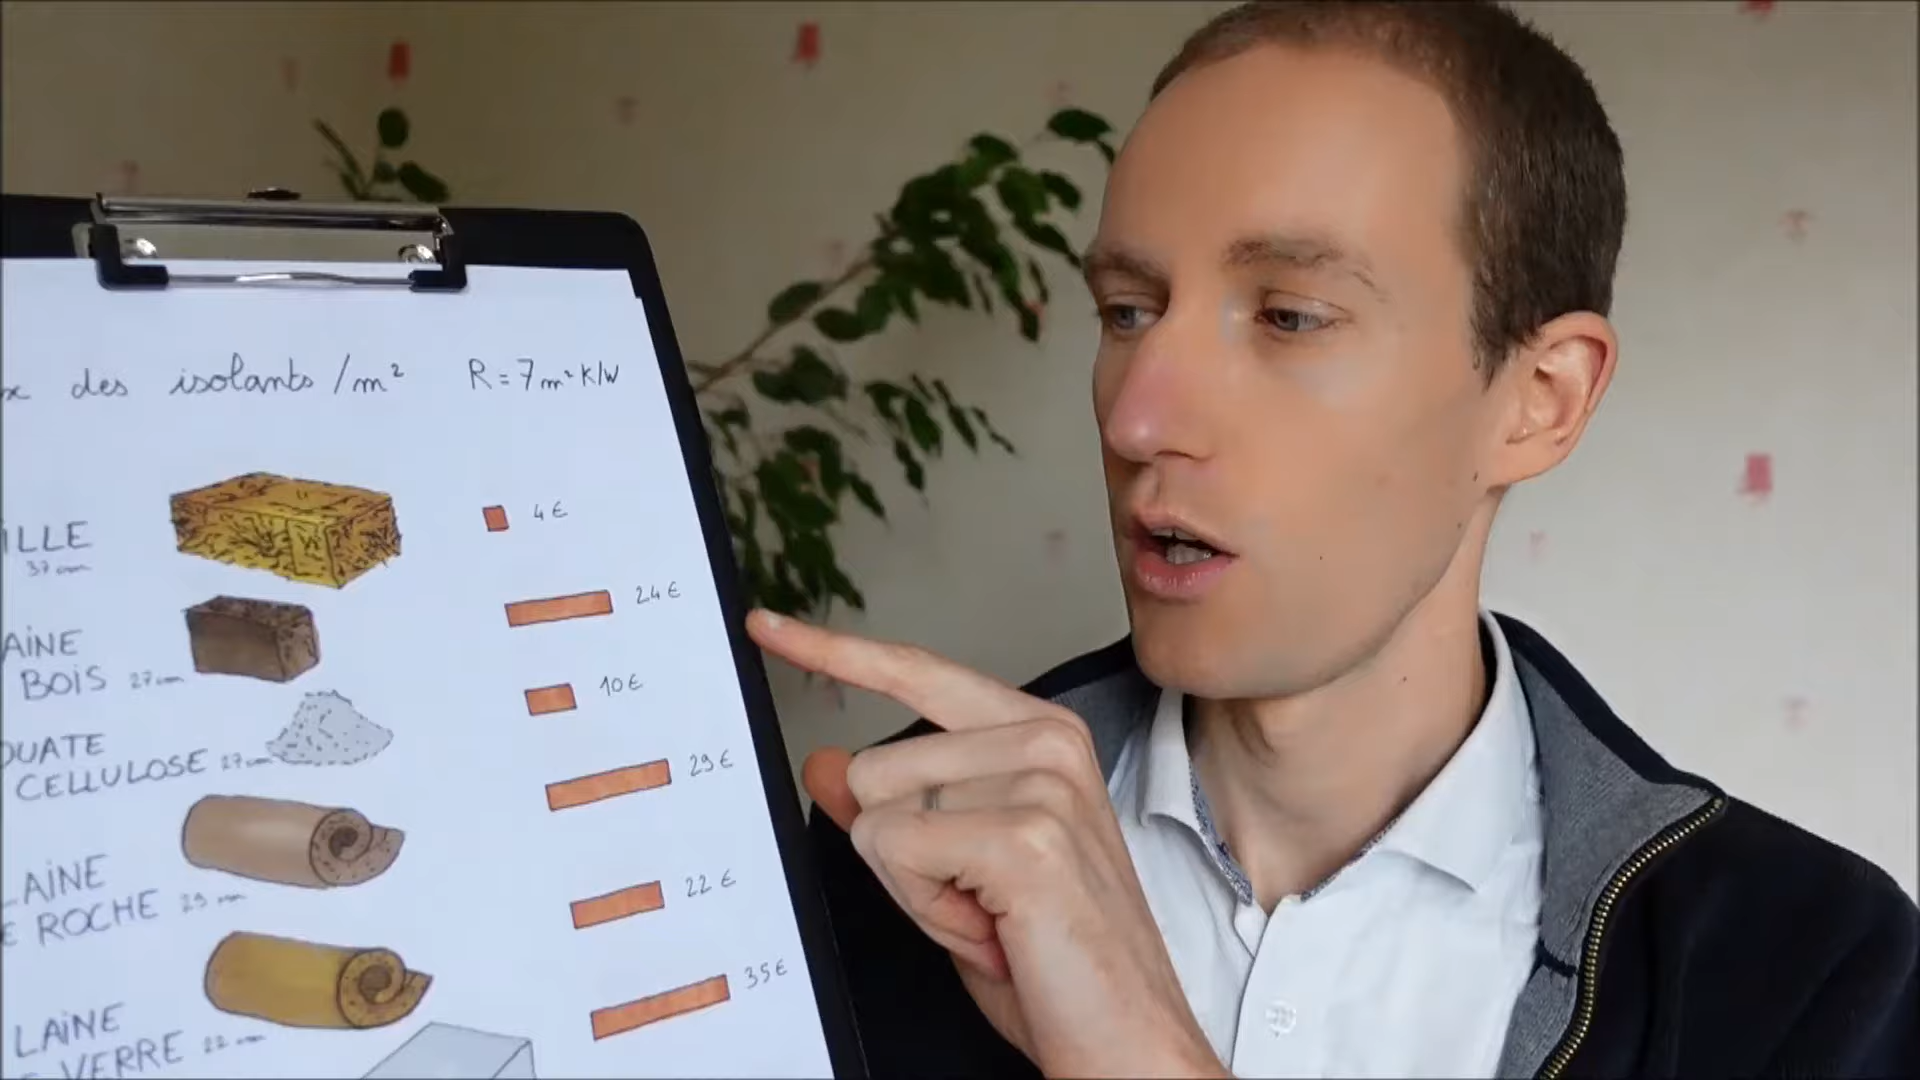 x des isolants /m² R = 7 m² K/W
ILLE 4 €
37 cm
AINE 24 €
BOIS 27 cm
OUATE 10 €
CELLULOSE 27 cm
LAINE 29 €
E ROCHE 29 cm
LAINE 22 €
E VERRE 22 cm
35 €